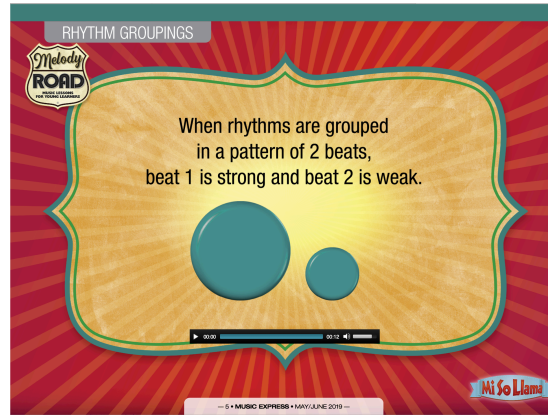 RHYTHM GROUPINGS
Melody
ROAD
MUSIC LESSONS
FOR YOUNG LEARNERS
When rhythms are grouped
in a pattern of 2 beats,
beat 1 is strong and beat 2 is weak.
00:00 00:12
Mi So Llama
— 5 • MUSIC EXPRESS • MAY/JUNE 2019 —